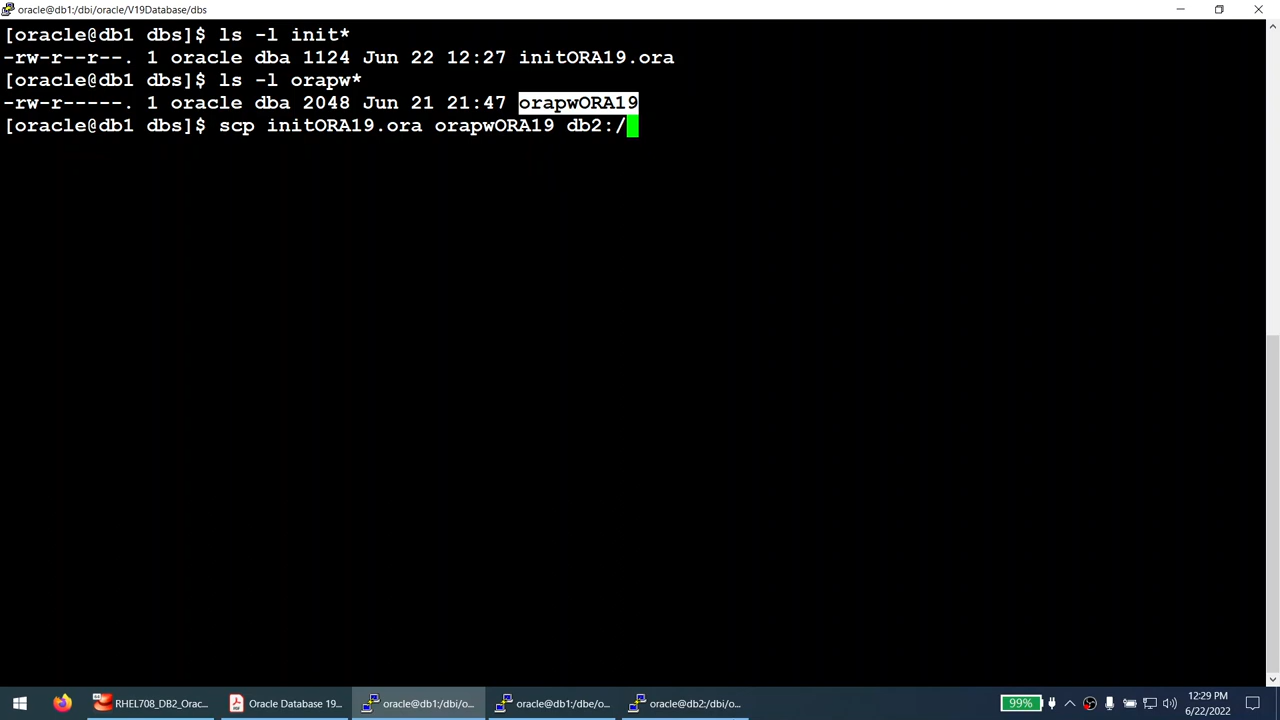 oracle@db1:/dbi/oracle/V19Database/dbs
[oracle@db1 dbs]$ ls -l init*
-rw-r--r--. 1 oracle dba 1124 Jun 22 12:27 initORA19.ora
[oracle@db1 dbs]$ ls -l orapw*
-rw-r-----. 1 oracle dba 2048 Jun 21 21:47 orapwORA19
[oracle@db1 dbs]$ scp initORA19.ora orapwORA19 db2:/
RHEL708_DB2_Orac...
Oracle Database 19...
oracle@db1:/dbi/o...
oracle@db1:/dbe/o...
oracle@db2:/dbi/o...
99%
12:29 PM
6/22/2022